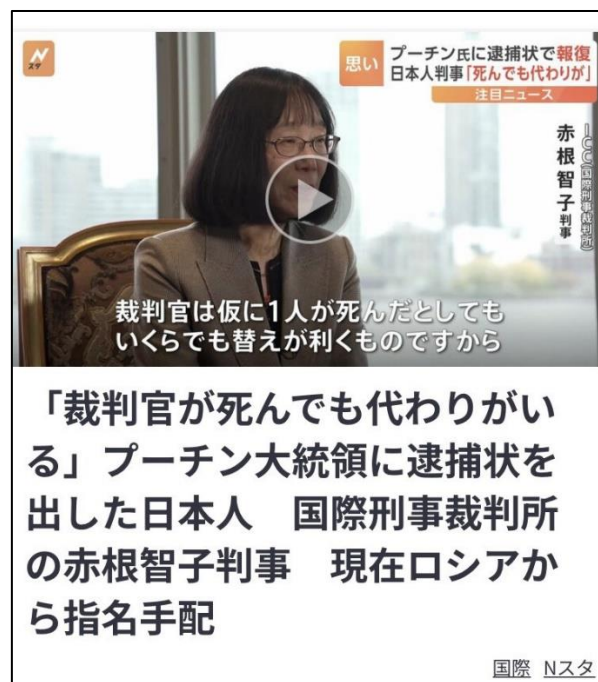 N
スタ
思い
プーチン氏に逮捕状で報復
日本人判事「死んでも代わりが」
注目ニュース
ICC(国際刑事裁判所)
赤根智子判事
裁判官は仮に1人が死んだとしても
いくらでも替えが利くものですから
「裁判官が死んでも代わりがい
る」プーチン大統領に逮捕状を
出した日本人　国際刑事裁判所
の赤根智子判事　現在ロシアか
ら指名手配
国際 Nスタ